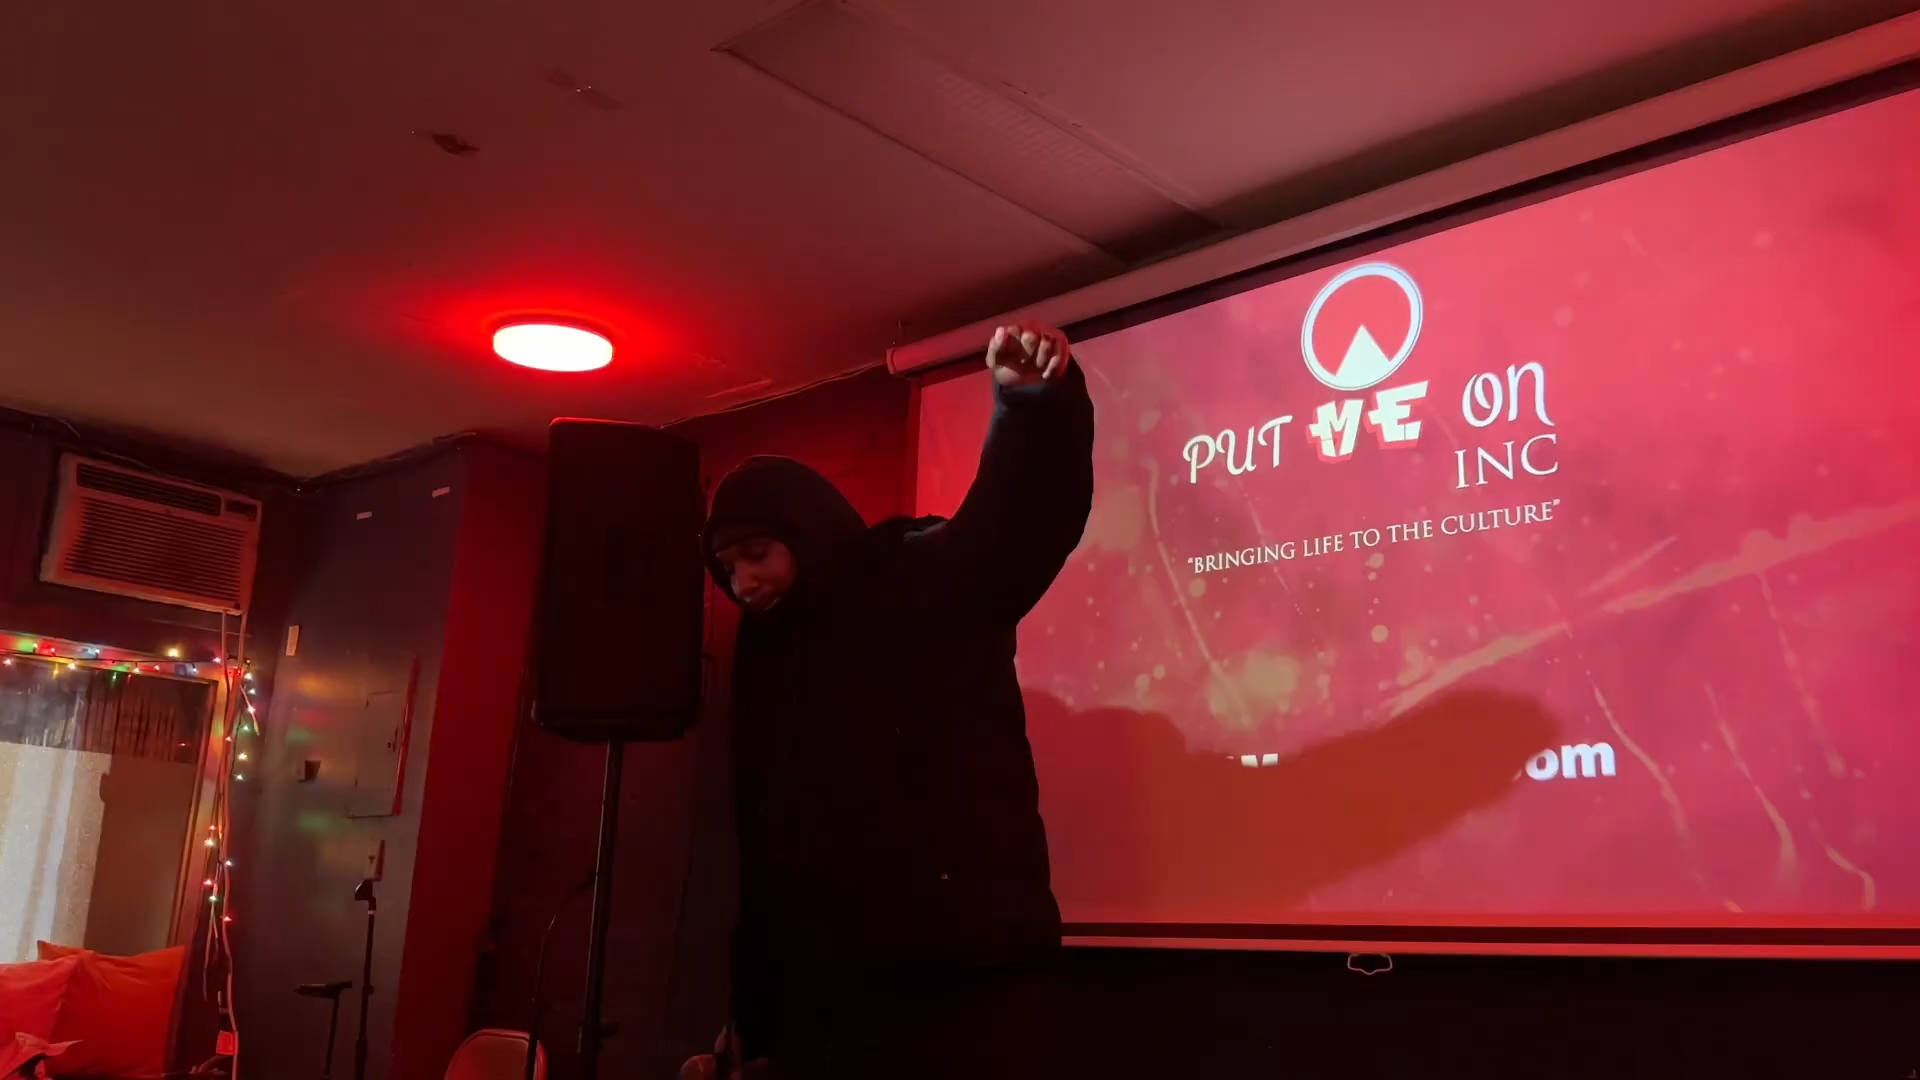 PUT ME ON
INC
“BRINGING LIFE TO THE CULTURE”
om